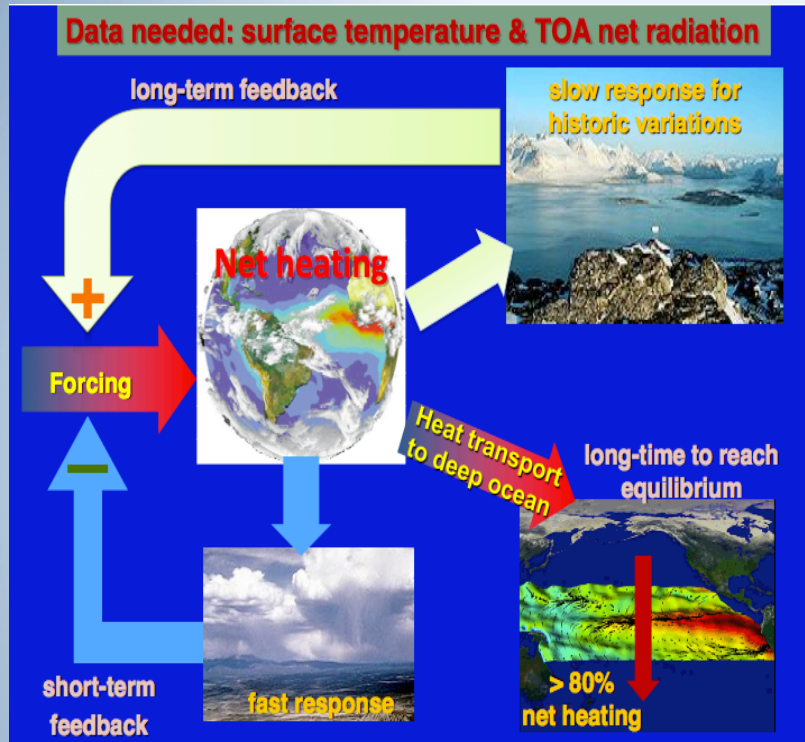 Data needed: surface temperature & TOA net radiation
long-term feedback
slow response for
historic variations
Net heating
+
Forcing
Heat transport
to deep ocean
long-time to reach
equilibrium
−
short-term
feedback
fast response
> 80%
net heating